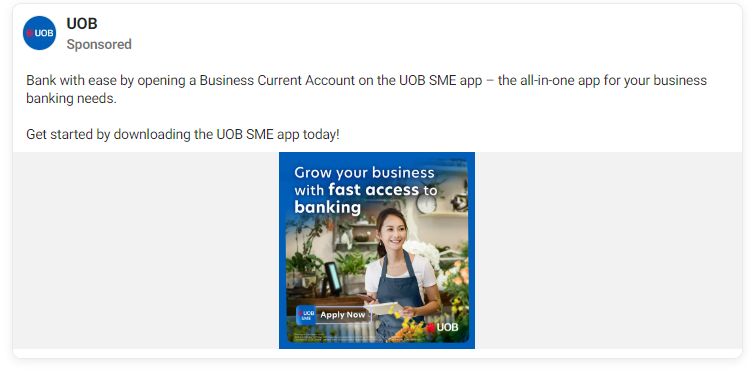 UOB
UOB
Sponsored
Bank with ease by opening a Business Current Account on the UOB SME app – the all-in-one app for your business
banking needs.
Get started by downloading the UOB SME app today!
Grow your business
with fast access to
banking
UOB
SME
Apply Now
UOB